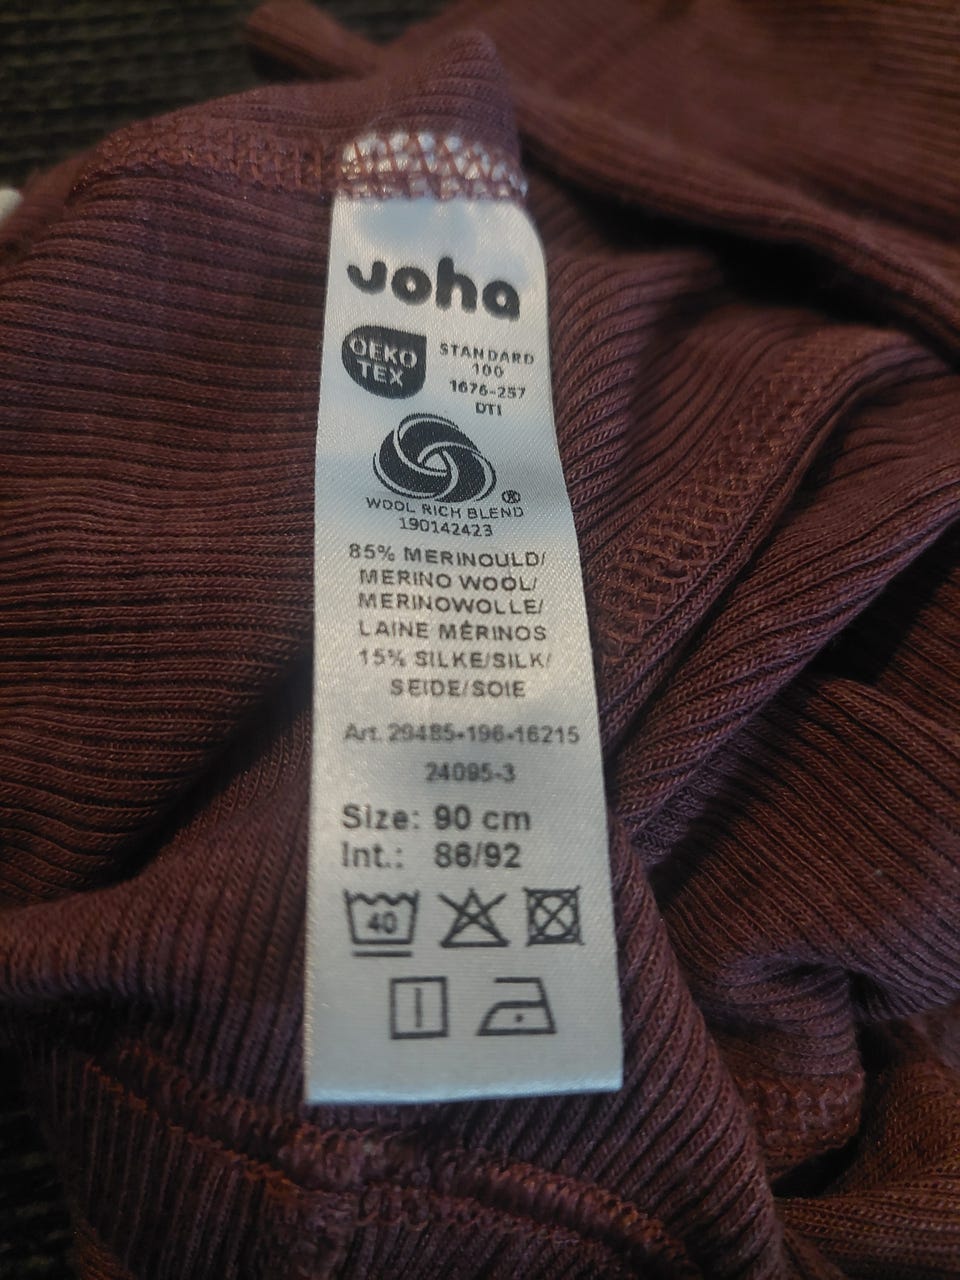 joha
OEKO
TEX
STANDARD
100
1676-257
DTI
®
WOOL RICH BLEND
190142423
85% MERINOULD/
MERINO WOOL/
MERINOWOLLE/
LAINE MÉRINOS
15% SILKE/SILK/
SEIDE/SOIE
Art. 29485-196-16215
24095-3
Size: 90 cm
Int.: 86/92
40